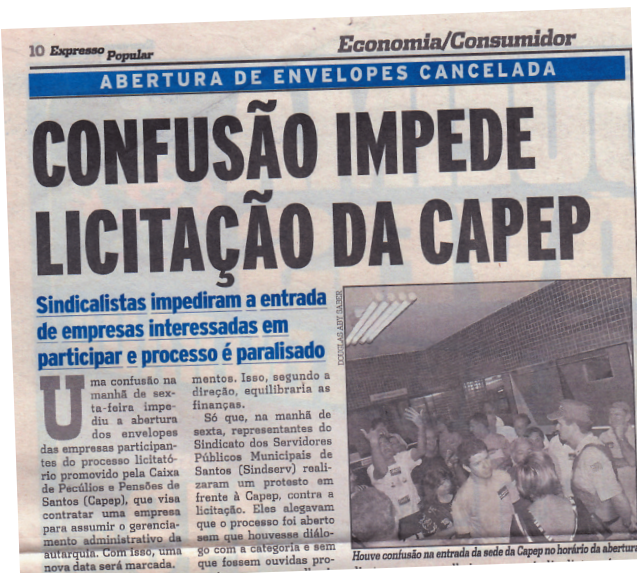 10 Expresso Popular
Economia/Consumidor
ABERTURA DE ENVELOPES CANCELADA
CONFUSÃO IMPEDE
LICITAÇÃO DA CAPEP
Sindicalistas impediram a entrada
de empresas interessadas em
participar e processo é paralisado
Uma confusão na
manhã de sex-
ta-feira impe-
diu a abertura
dos envelopes
das empresas participan-
tes do processo licitató-
rio promovido pela Caixa
de Pecúlios e Pensões de
Santos (Capep), que visa
contratar uma empresa
para assumir o gerencia-
mento administrativo da
autarquia. Com isso, uma
nova data será marcada.
mentos. Isso, segundo a
direção, equilibraria as
finanças.
Só que, na manhã de
sexta, representantes do
Sindicato dos Servidores
Públicos Municipais de
Santos (Sindserv) reali-
zaram um protesto em
frente à Capep, contra a
licitação. Eles alegavam
que o processo foi aberto
sem que houvesse diálo-
go com a categoria e sem
que fossem ouvidas pro-
DOUGLAS ABY SABER
Houve confusão na entrada da sede da Capep no horário da abertura